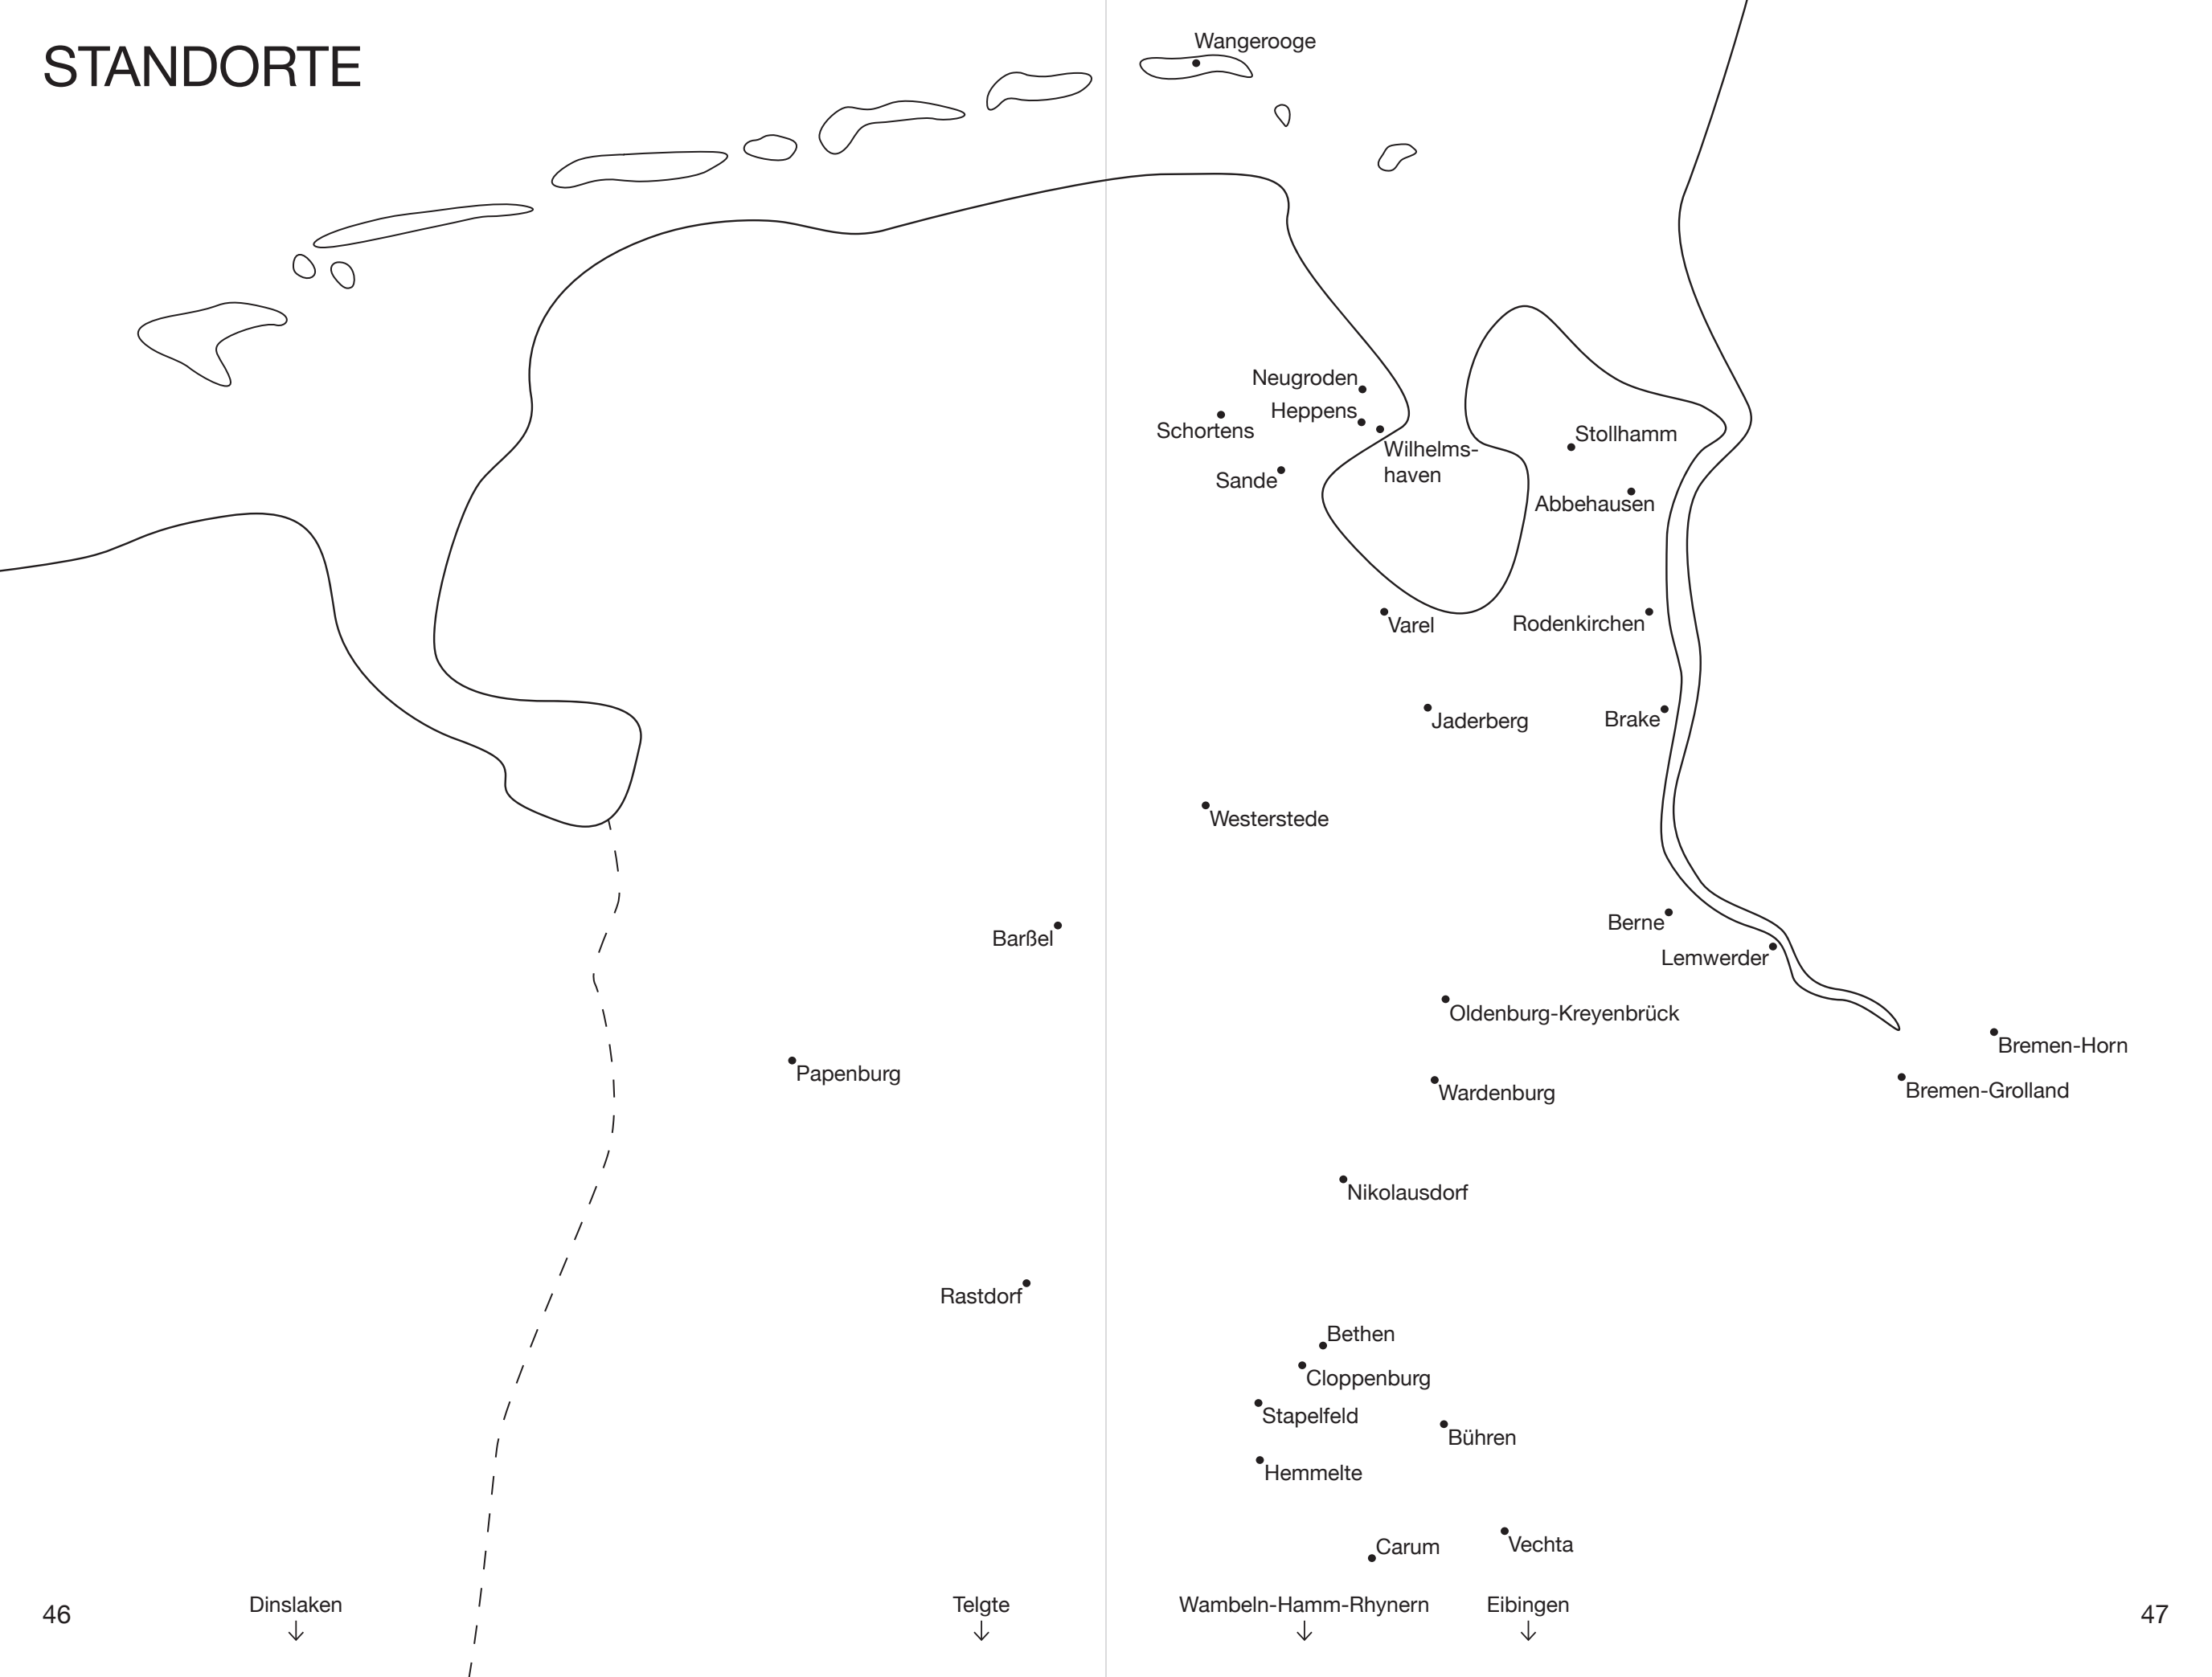 STANDORTE
Wangerooge
Neugroden
Heppens
Schortens
Wilhelms-
haven
Stollhamm
Sande
Abbehausen
Varel
Rodenkirchen
Jaderberg
Brake
Westerstede
Barßel
Berne
Lemwerder
Oldenburg-Kreyenbrück
Bremen-Horn
Papenburg
Wardenburg
Bremen-Grolland
Nikolausdorf
Rastdorf
Bethen
Cloppenburg
Stapelfeld
Bühren
Hemmelte
Carum
Vechta
46
Dinslaken
Telgte
Wambeln-Hamm-Rhynern
Eibingen
47